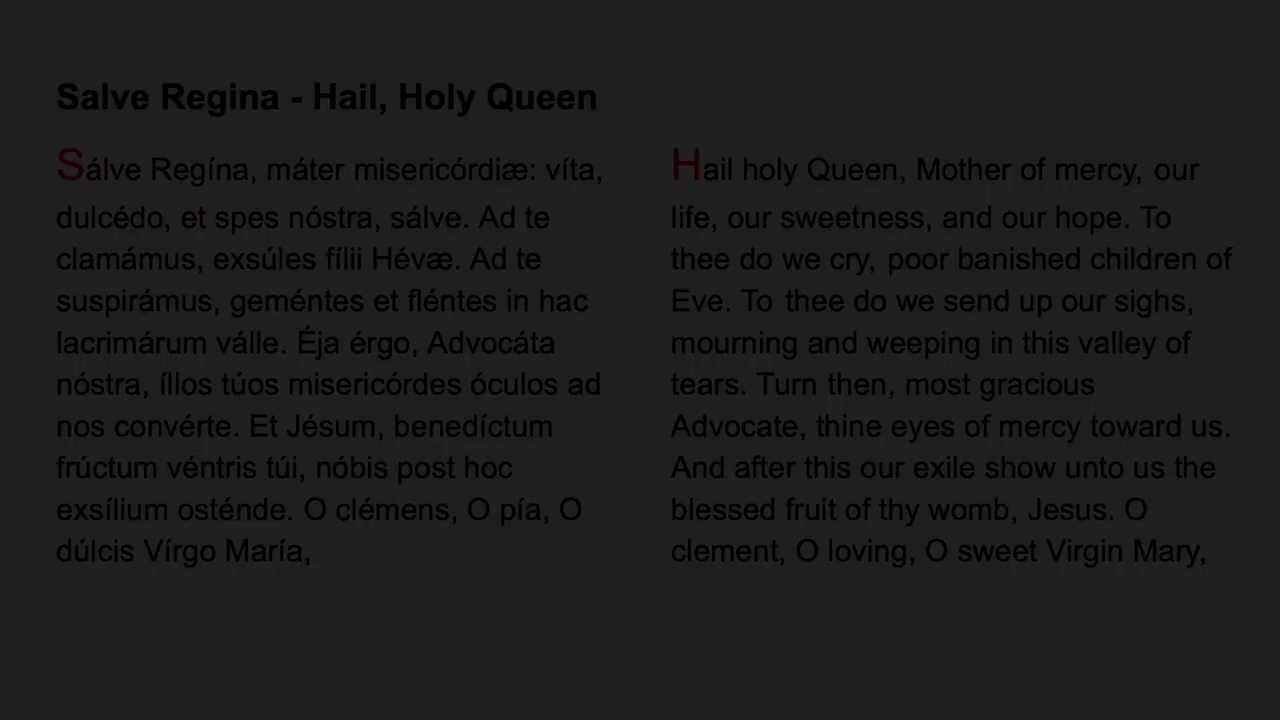 Salve Regina - Hail, Holy Queen
Sálve Regína, máter misericórdiæ: víta,
dulcédo, et spes nóstra, sálve. Ad te
clamámus, exsúles fílii Hévæ. Ad te
suspirámus, geméntes et fléntes in hac
lacrimárum válle. Éja érgo, Advocáta
nóstra, íllos túos misericórdes óculos ad
nos convérte. Et Jésum, benedíctum
frúctum véntris túi, nóbis post hoc
exsílium osténde. O clémens, O pía, O
dúlcis Vírgo María,
Hail holy Queen, Mother of mercy, our
life, our sweetness, and our hope. To
thee do we cry, poor banished children of
Eve. To thee do we send up our sighs,
mourning and weeping in this valley of
tears. Turn then, most gracious
Advocate, thine eyes of mercy toward us.
And after this our exile show unto us the
blessed fruit of thy womb, Jesus. O
clement, O loving, O sweet Virgin Mary,